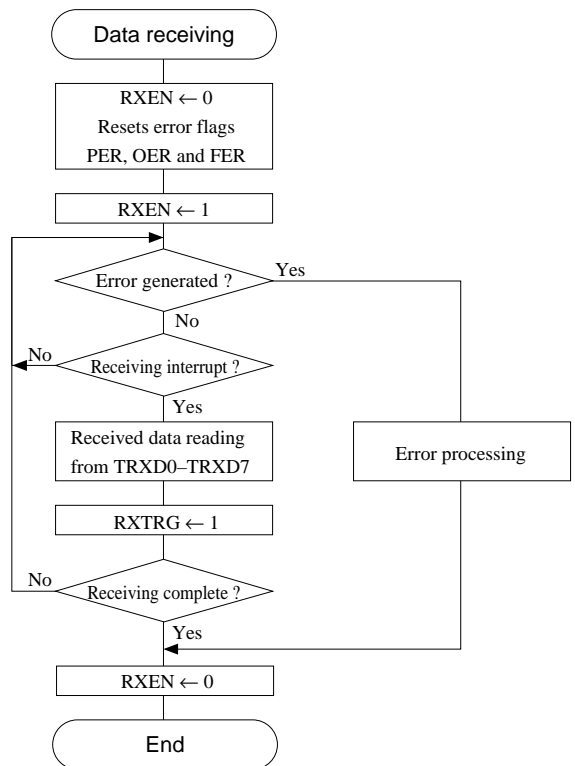 Data receiving
RXEN ← 0
Resets error flags
PER, OER and FER
RXEN ← 1
Error generated ?
Yes
No
Receiving interrupt ?
No
Yes
Received data reading
from TRXD0–TRXD7
Error processing
RXTRG ← 1
Receiving complete ?
No
Yes
RXEN ← 0
End